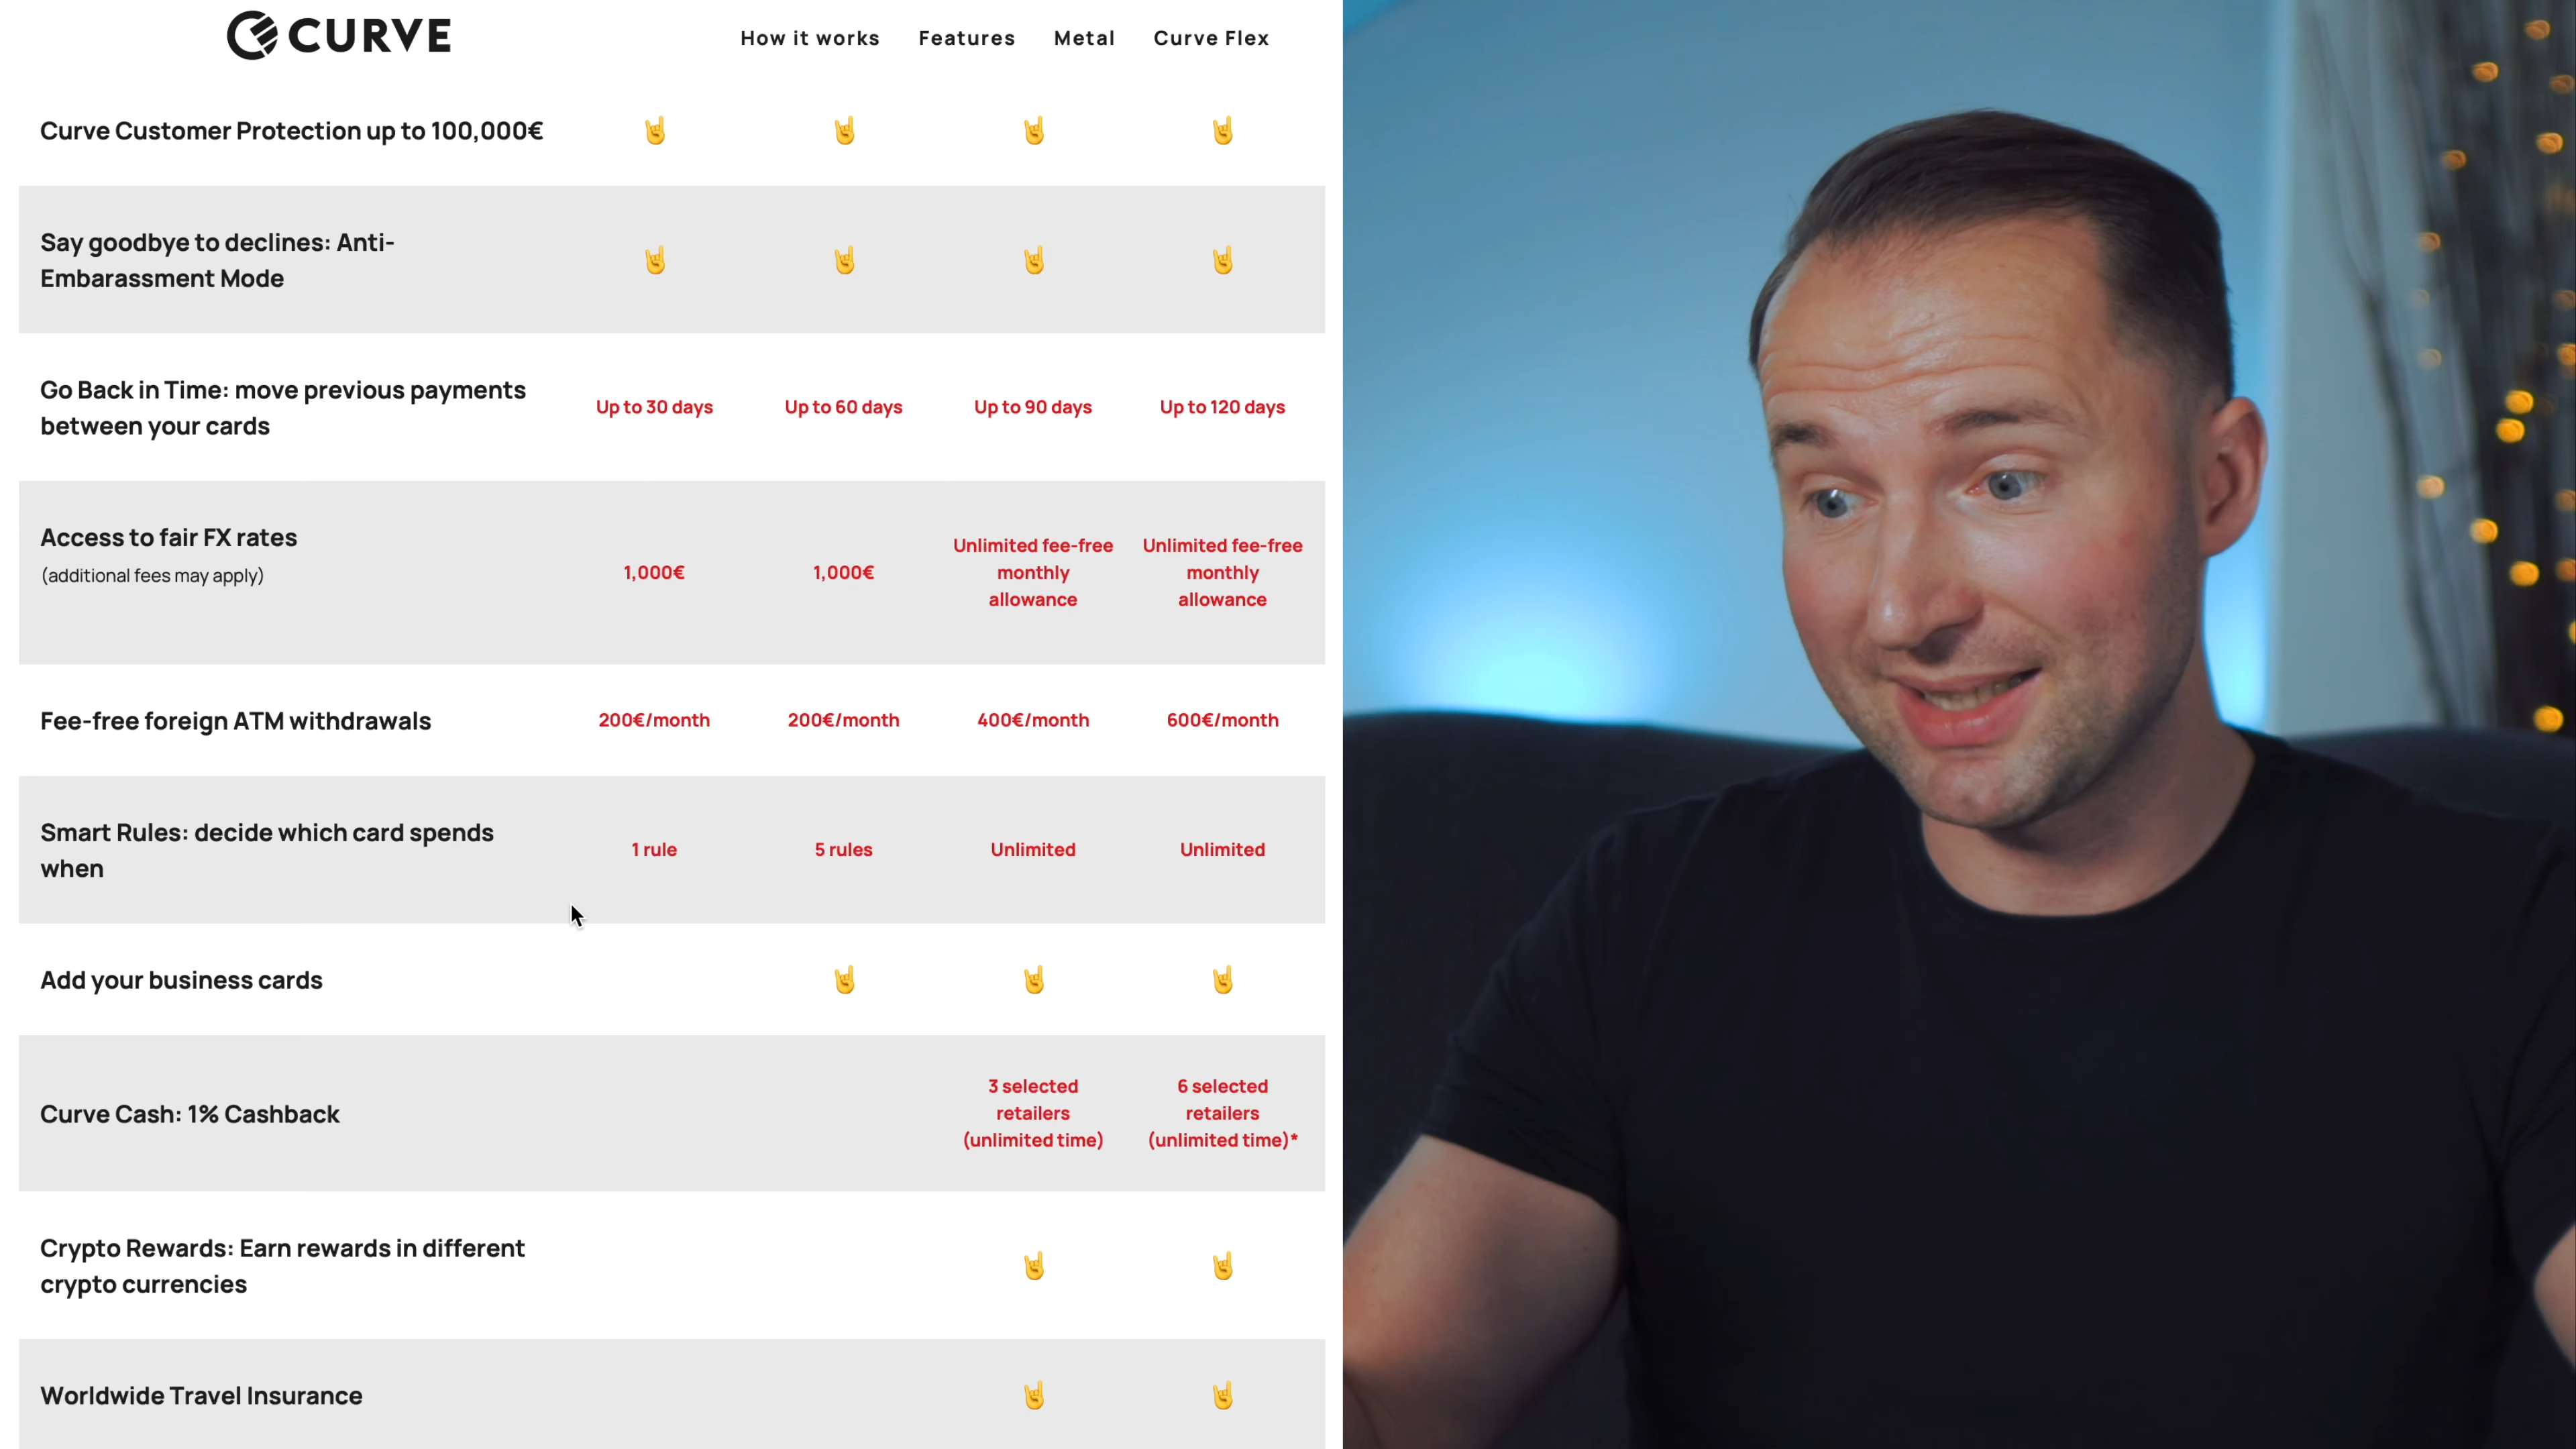 CURVE
How it works Features Metal Curve Flex
Curve Customer Protection up to 100,000€
Say goodbye to declines: Anti-
Embarassment Mode
Go Back in Time: move previous payments
between your cards
Up to 30 days Up to 60 days Up to 90 days Up to 120 days
Access to fair FX rates
(additional fees may apply)
1,000€ 1,000€
Unlimited fee-free
monthly
allowance
Unlimited fee-free
monthly
allowance
Fee-free foreign ATM withdrawals 200€/month 200€/month 400€/month 600€/month
Smart Rules: decide which card spends
when
1 rule 5 rules Unlimited Unlimited
Add your business cards
Curve Cash: 1% Cashback
3 selected
retailers
(unlimited time)
6 selected
retailers
(unlimited time)*
Crypto Rewards: Earn rewards in different
crypto currencies
Worldwide Travel Insurance